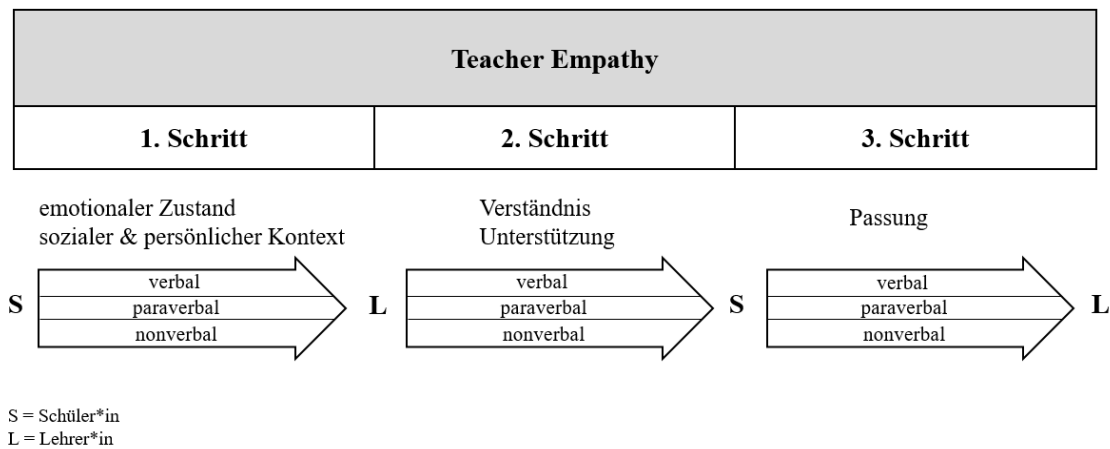 Teacher Empathy
1. Schritt
2. Schritt
3. Schritt
emotionaler Zustand
sozialer & persönlicher Kontext
Verständnis
Unterstützung
Passung
S
verbal
paraverbal
nonverbal
L
verbal
paraverbal
nonverbal
S
verbal
paraverbal
nonverbal
L
S = Schüler*in
L = Lehrer*in